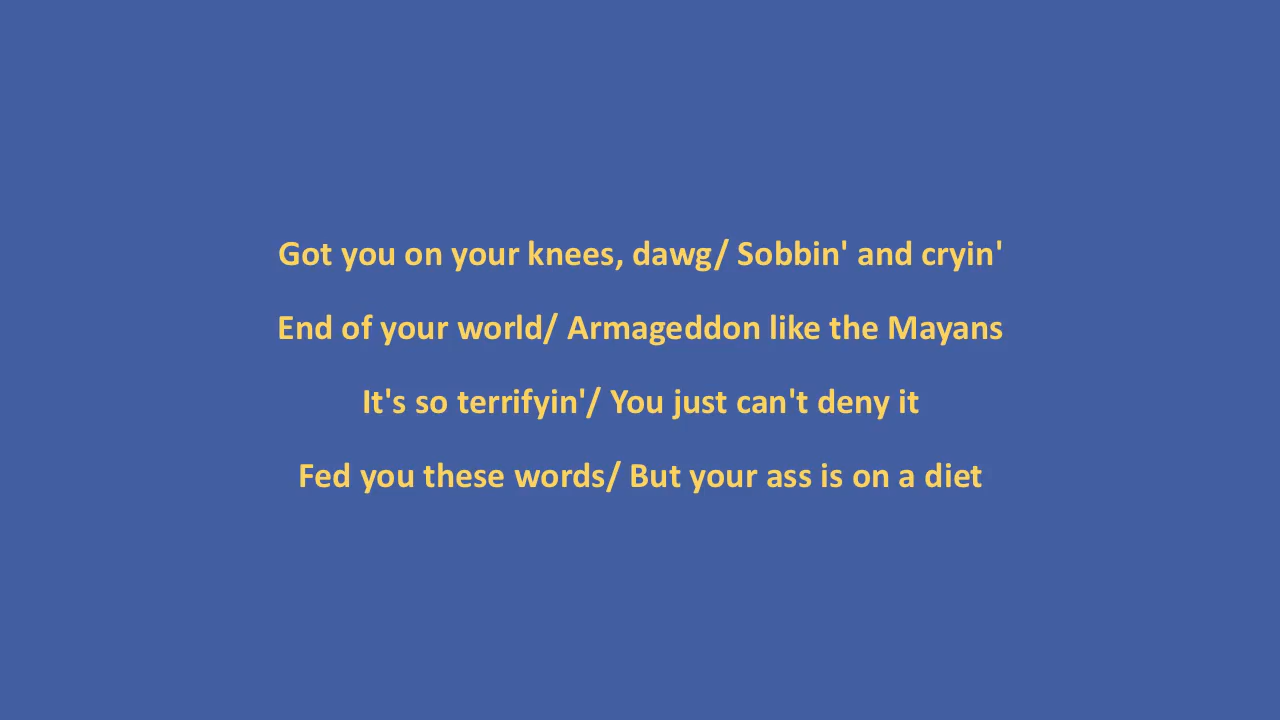 Got you on your knees, dawg/ Sobbin' and cryin'
End of your world/ Armageddon like the Mayans
It's so terrifyin'/ You just can't deny it
Fed you these words/ But your ass is on a diet